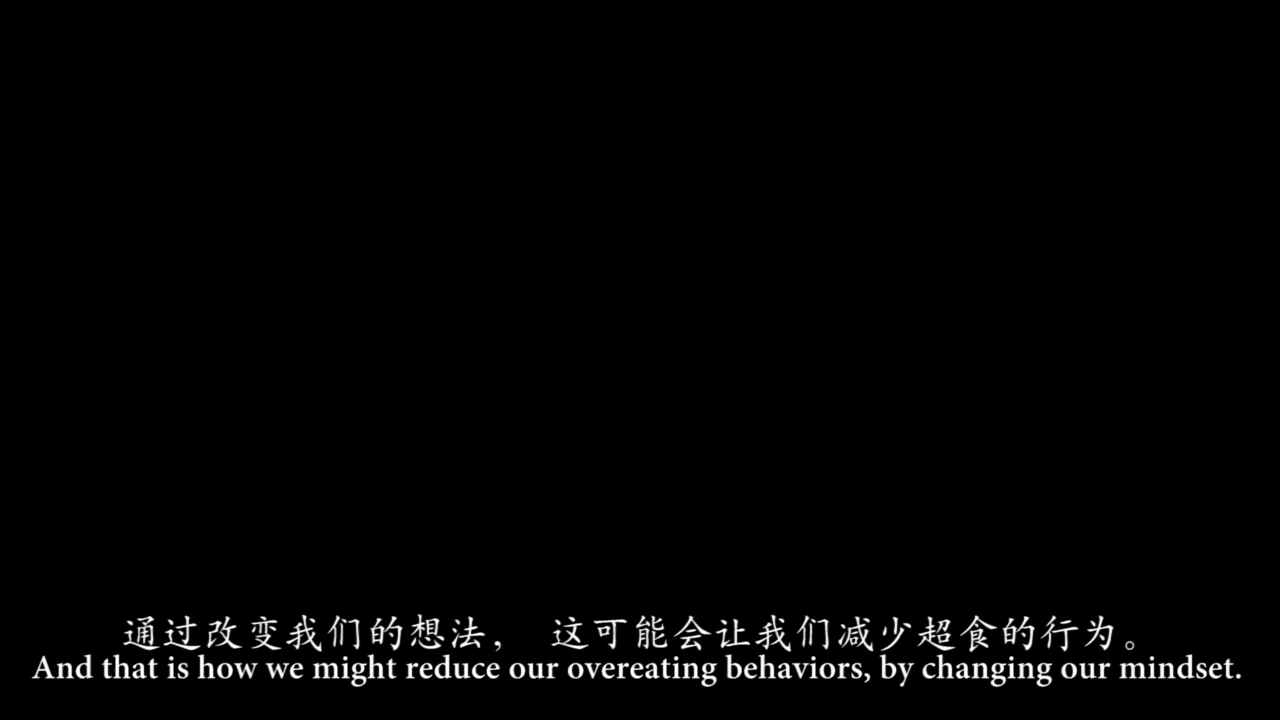 通过改变我们的想法， 这可能会让我们减少超食的行为。
And that is how we might reduce our overeating behaviors, by changing our mindset.